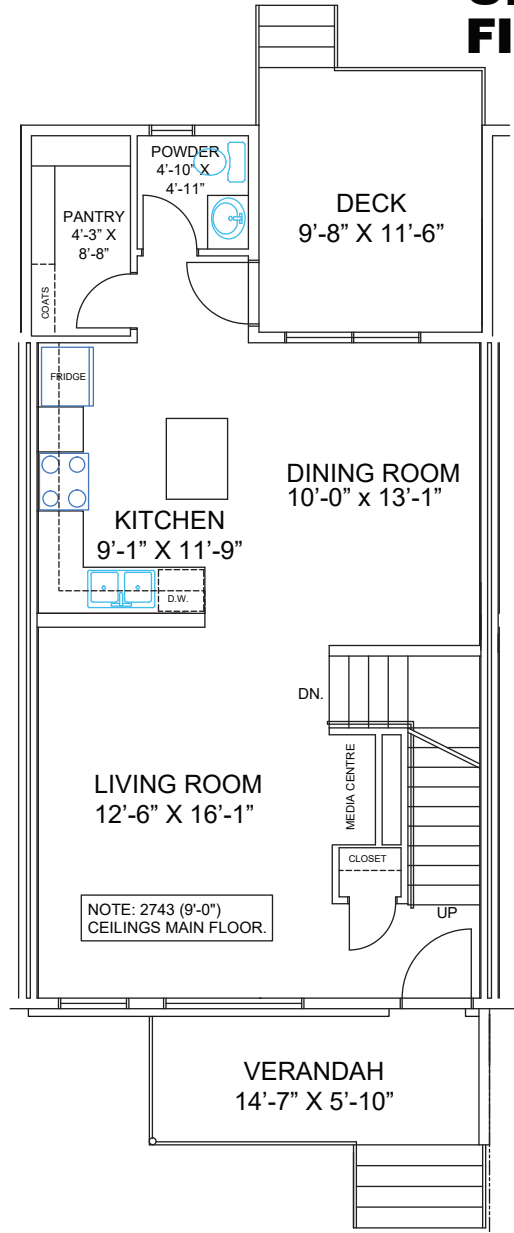 FI
POWDER
4'-10" X
4'-11"
PANTRY
4'-3" X
8'-8"
DECK
9'-8" X 11'-6"
COATS
FRIDGE
DINING ROOM
10'-0" x 13'-1"
KITCHEN
9'-1" X 11'-9"
D.W.
DN.
MEDIA CENTRE
LIVING ROOM
12'-6" X 16'-1"
CLOSET
NOTE: 2743 (9'-0")
CEILINGS MAIN FLOOR.
UP
VERANDAH
14'-7" X 5'-10"